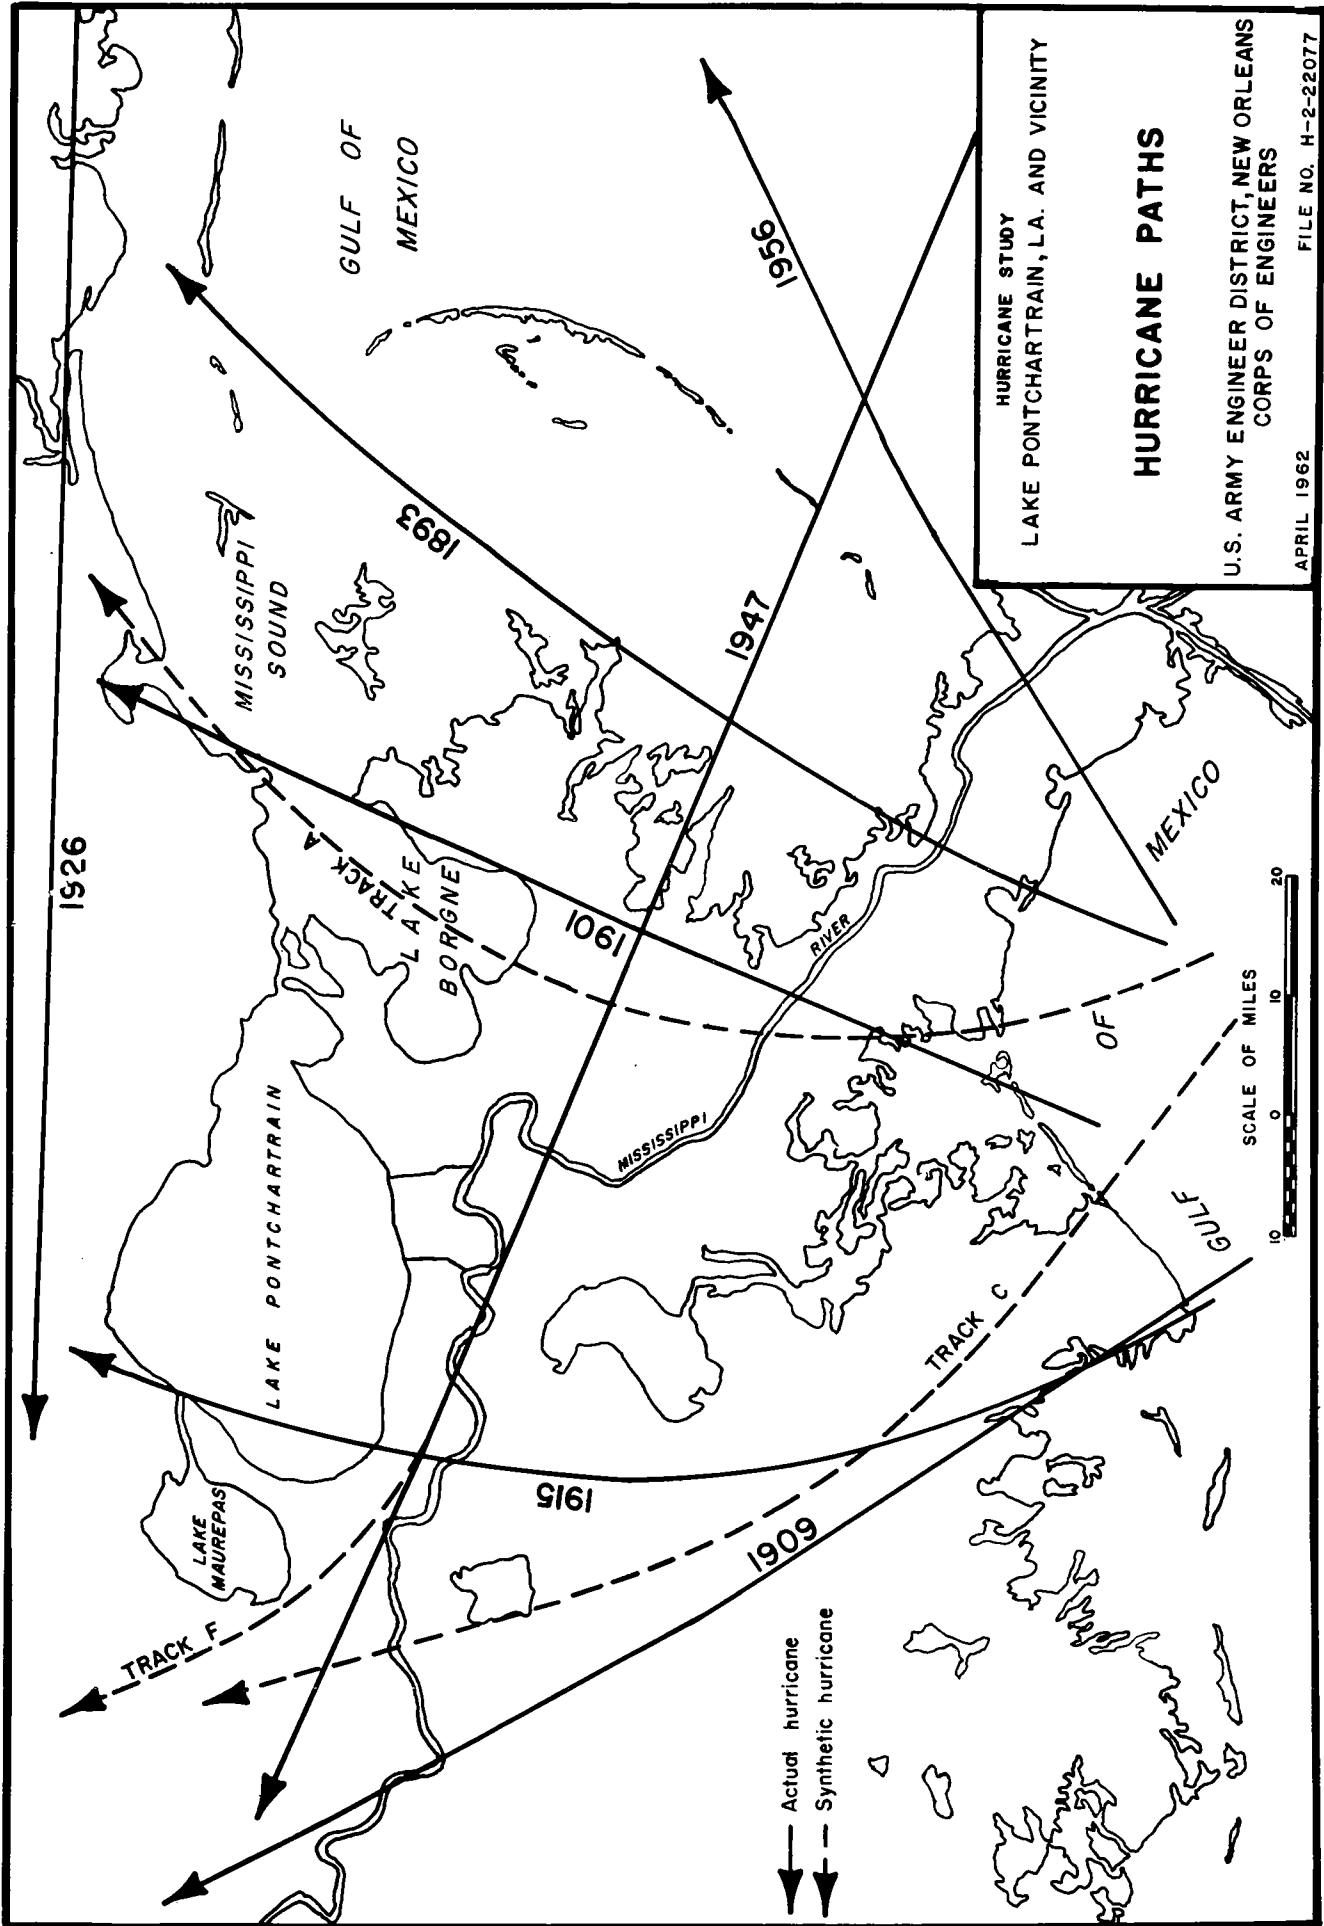 1926
GULF OF
MEXICO
MISSISSIPPI
SOUND
1893
1956
1947
TRACK A
LAKE
BORGNE
1901
LAKE PONTCHARTRAIN
LAKE
MAUREPAS
TRACK F
1915
1909
TRACK C
MISSISSIPPI
RIVER
GULF
OF
MEXICO
Actual hurricane
Synthetic hurricane
SCALE OF MILES
10 0 10 20
HURRICANE STUDY
LAKE PONTCHARTRAIN, LA. AND VICINITY
HURRICANE PATHS
U.S. ARMY ENGINEER DISTRICT, NEW ORLEANS
CORPS OF ENGINEERS
APRIL 1962 FILE NO. H-2-22077